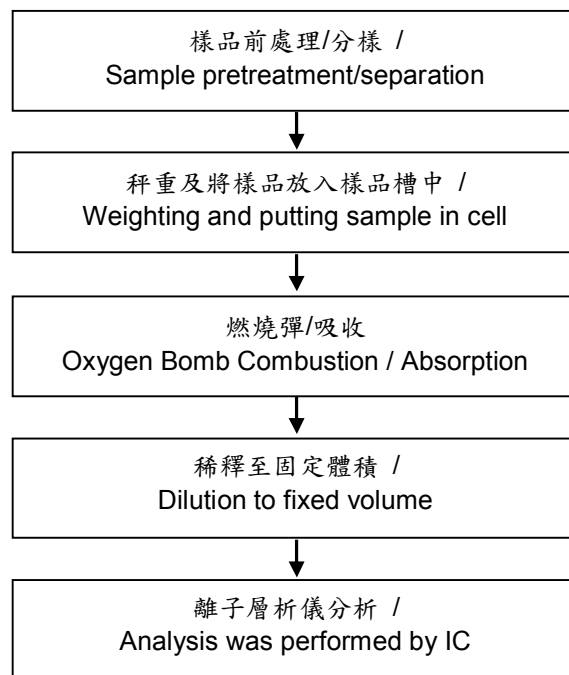 樣品前處理/分樣 /
Sample pretreatment/separation
秤重及將樣品放入樣品槽中 /
Weighting and putting sample in cell
燃燒彈/吸收
Oxygen Bomb Combustion / Absorption
稀釋至固定體積 /
Dilution to fixed volume
離子層析儀分析 /
Analysis was performed by IC